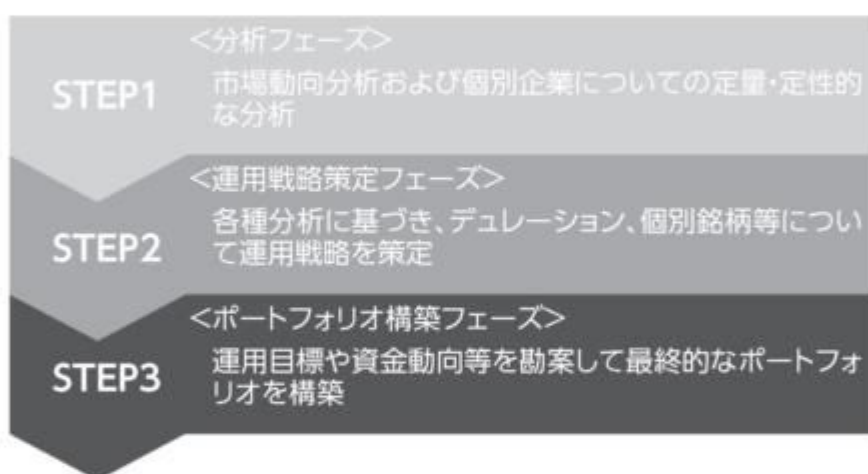 <分析フェーズ>
STEP1
市場動向分析および個別企業についての定量・定性的
な分析
<運用戦略策定フェーズ>
STEP2
各種分析に基づき、デュレーション、個別銘柄等につい
て運用戦略を策定
<ポートフォリオ構築フェーズ>
STEP3
運用目標や資金動向等を勘案して最終的なポートフォ
リオを構築